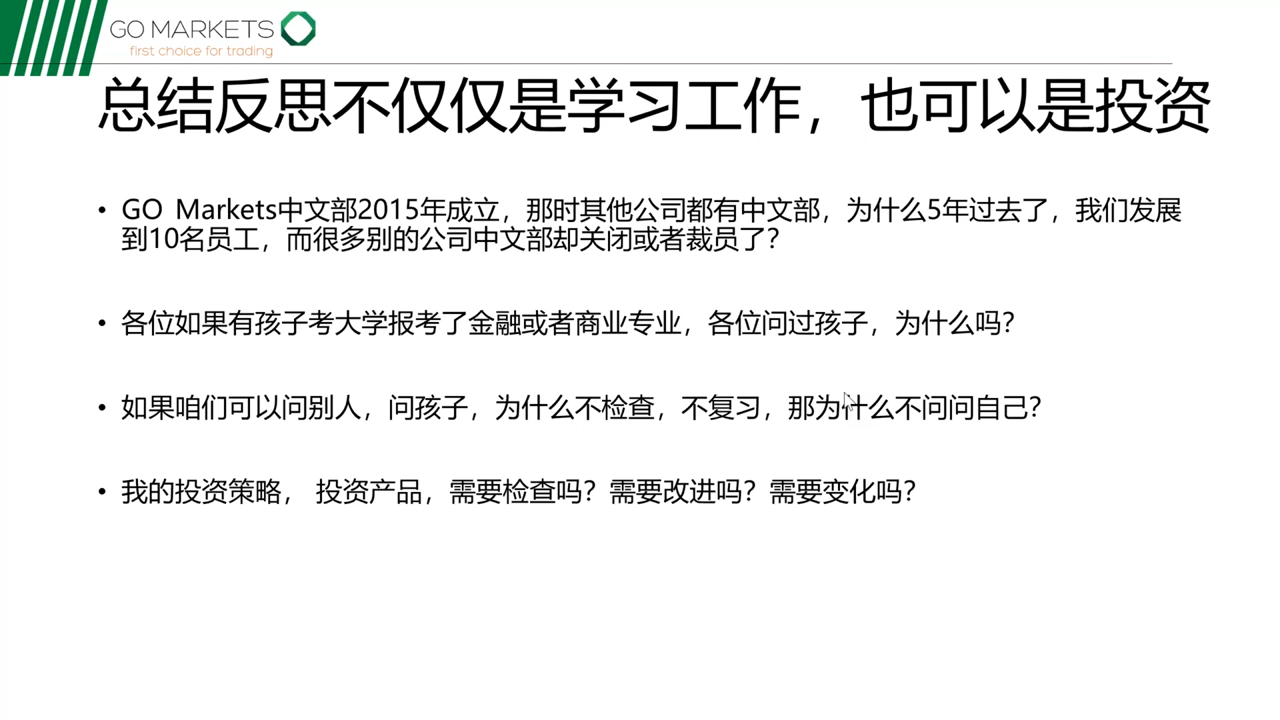 GO MARKETS
first choice for trading
总结反思不仅仅是学习工作，也可以是投资
• GO Markets中文部2015年成立，那时其他公司都有中文部，为什么5年过去了，我们发展
到10名员工，而很多别的公司中文部却关闭或者裁员了？
• 各位如果有孩子考大学报考了金融或者商业专业，各位问过孩子，为什么吗？
• 如果咱们可以问别人，问孩子，为什么不检查，不复习，那为什么不问问自己？
• 我的投资策略， 投资产品，需要检查吗？需要改进吗？需要变化吗？